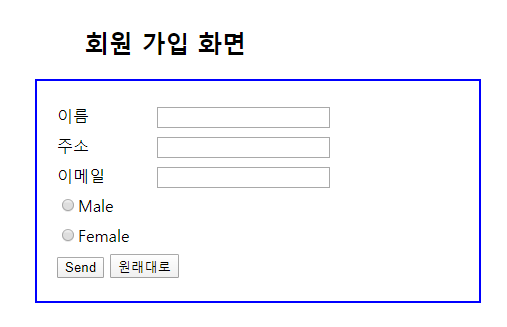 회원 가입 화면
이름
주소
이메일
Male
Female
Send 원래대로